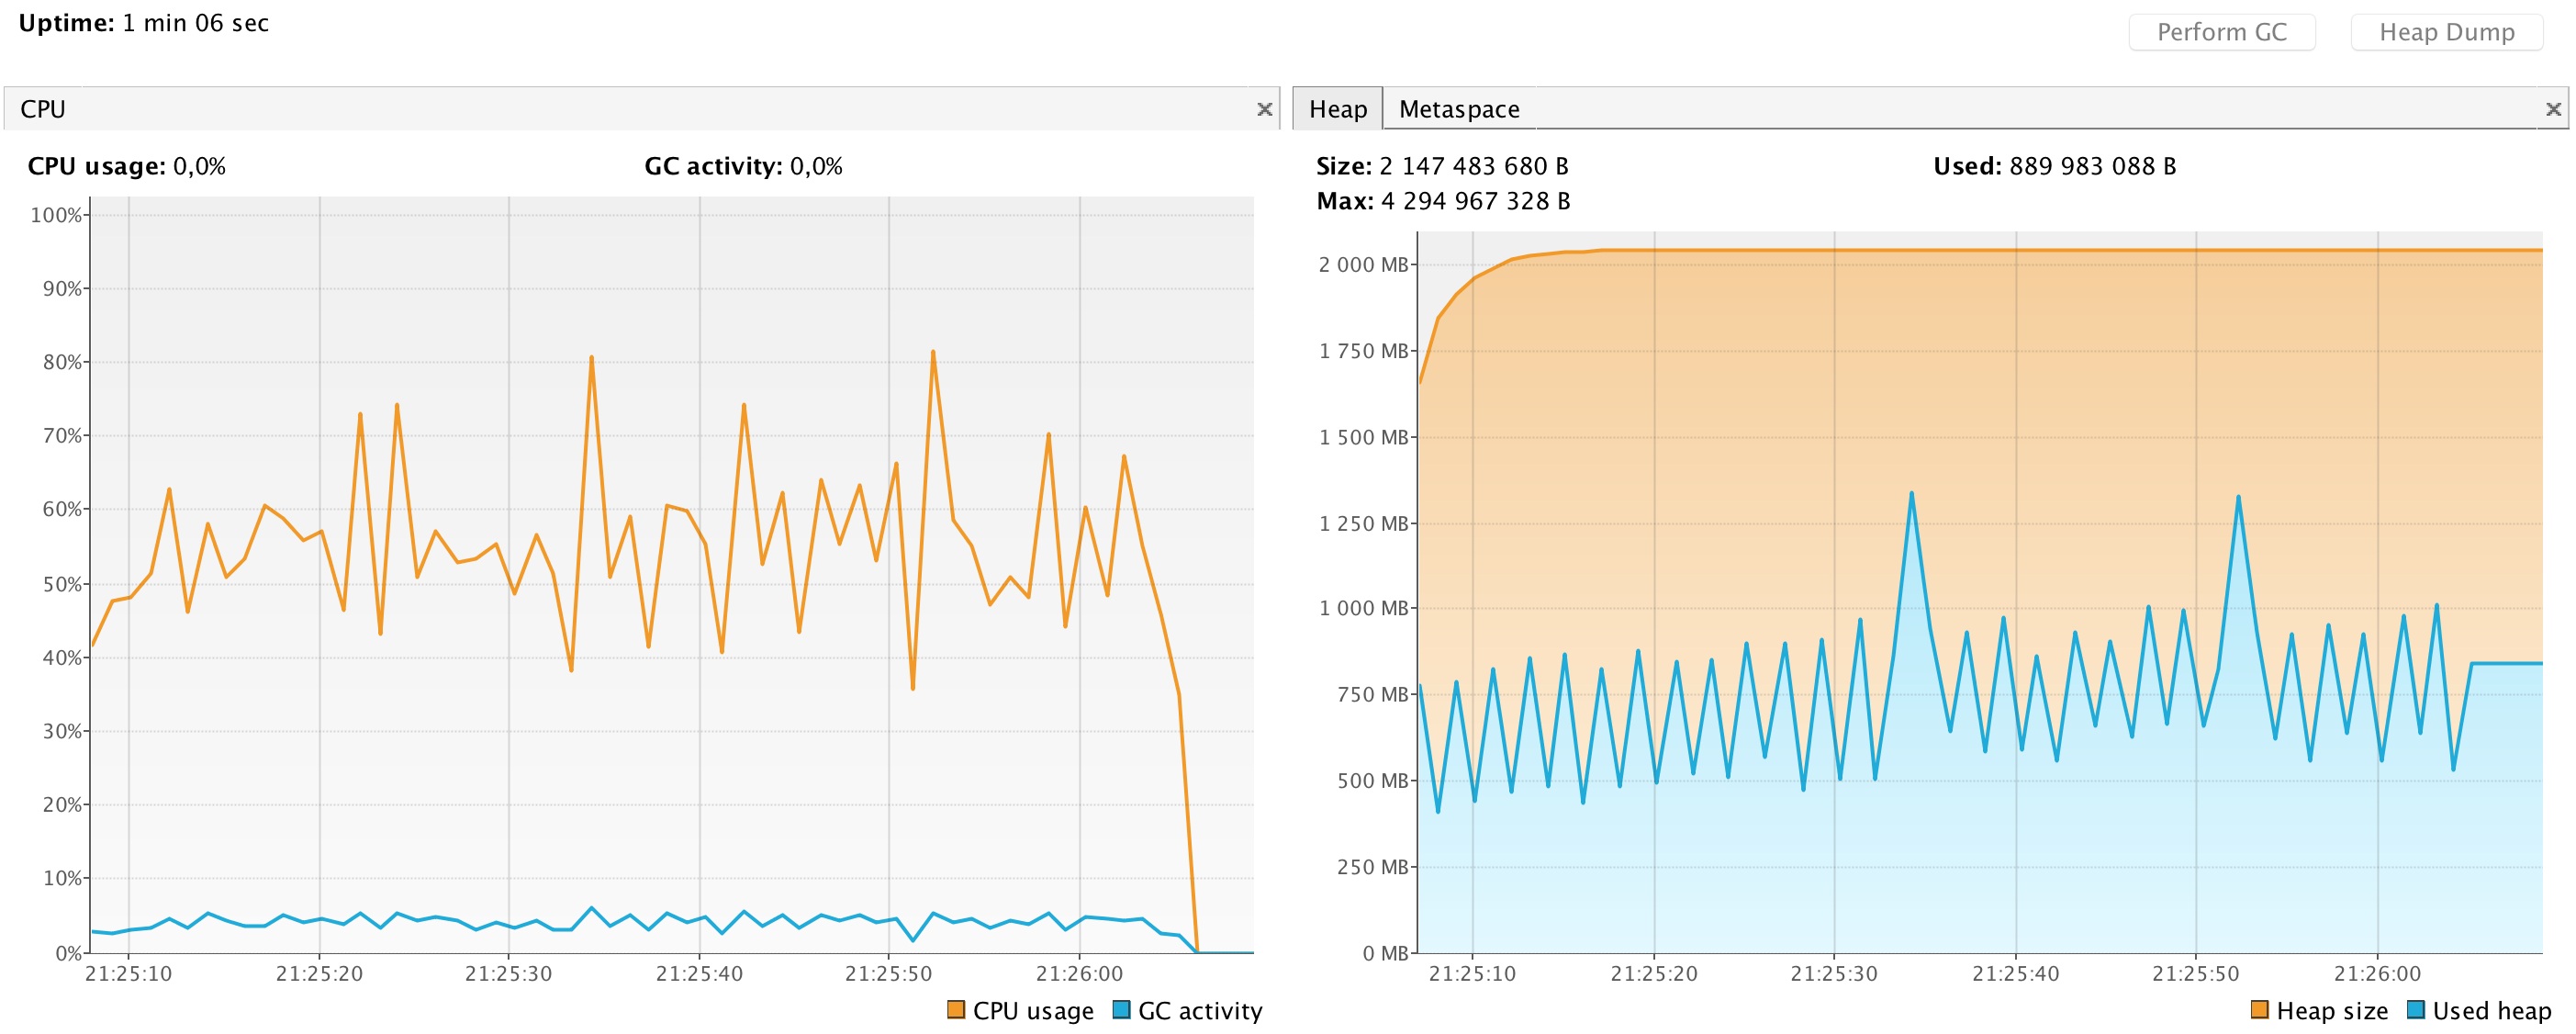 Uptime: 1 min 06 sec
Perform GC
Heap Dump
CPU
CPU usage: 0,0%
GC activity: 0,0%
100%
90%
80%
70%
60%
50%
40%
30%
20%
10%
0%
21:25:10
21:25:20
21:25:30
21:25:40
21:25:50
21:26:00
CPU usage
GC activity
Heap
Metaspace
Size: 2 147 483 680 B
Used: 889 983 088 B
Max: 4 294 967 328 B
2 000 MB
1 750 MB
1 500 MB
1 250 MB
1 000 MB
750 MB
500 MB
250 MB
0 MB
21:25:10
21:25:20
21:25:30
21:25:40
21:25:50
21:26:00
Heap size
Used heap